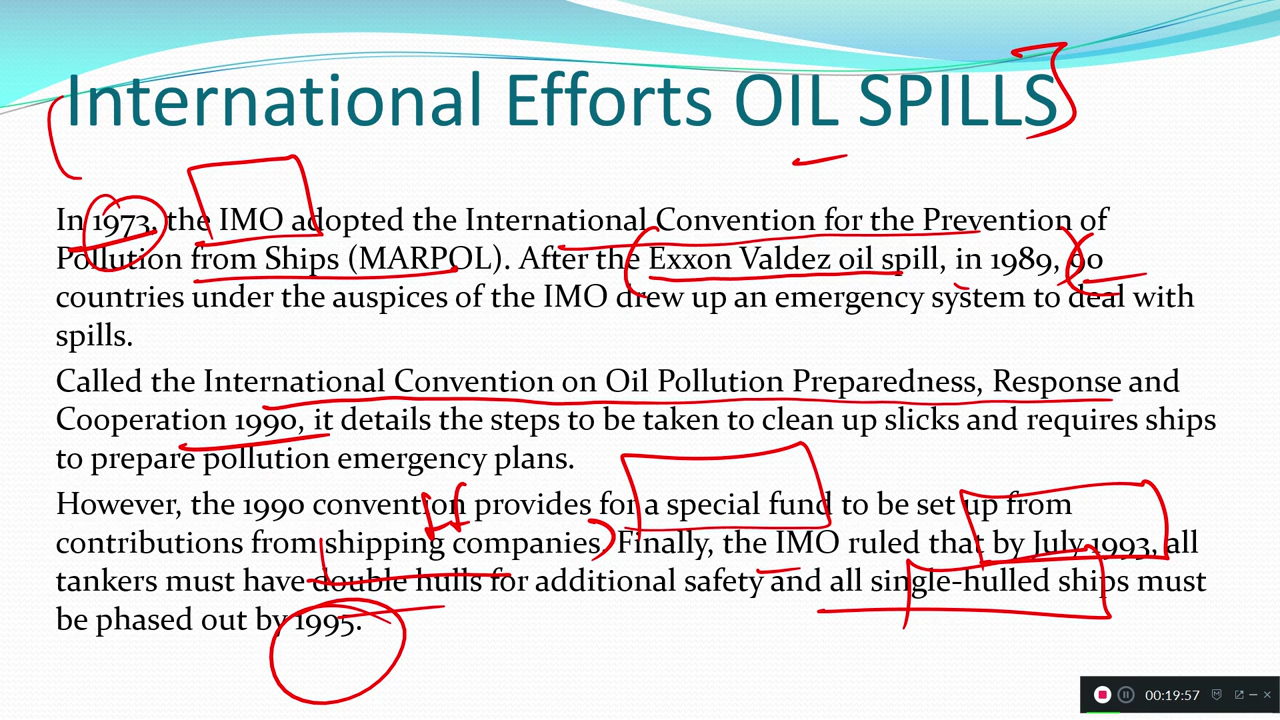 International Efforts OIL SPILLS
In 1973, the IMO adopted the International Convention for the Prevention of
Pollution from Ships (MARPOL). After the Exxon Valdez oil spill, in 1989, 90
countries under the auspices of the IMO drew up an emergency system to deal with
spills.
Called the International Convention on Oil Pollution Preparedness, Response and
Cooperation 1990, it details the steps to be taken to clean up slicks and requires ships
to prepare pollution emergency plans.
However, the 1990 convention provides for a special fund to be set up from
contributions from shipping companies. Finally, the IMO ruled that by July 1993, all
tankers must have double hulls for additional safety and all single-hulled ships must
be phased out by 1995.
00:19:57